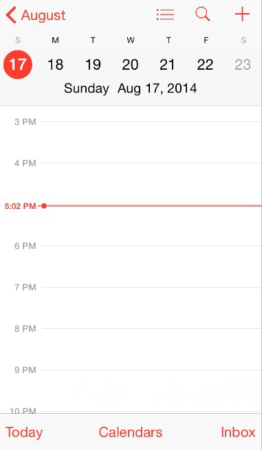 August
S M T W T F S
17 18 19 20 21 22 23
Sunday Aug 17, 2014
3 PM
4 PM
5:02 PM
6 PM
7 PM
8 PM
9 PM
10 PM
Today Calendars Inbox